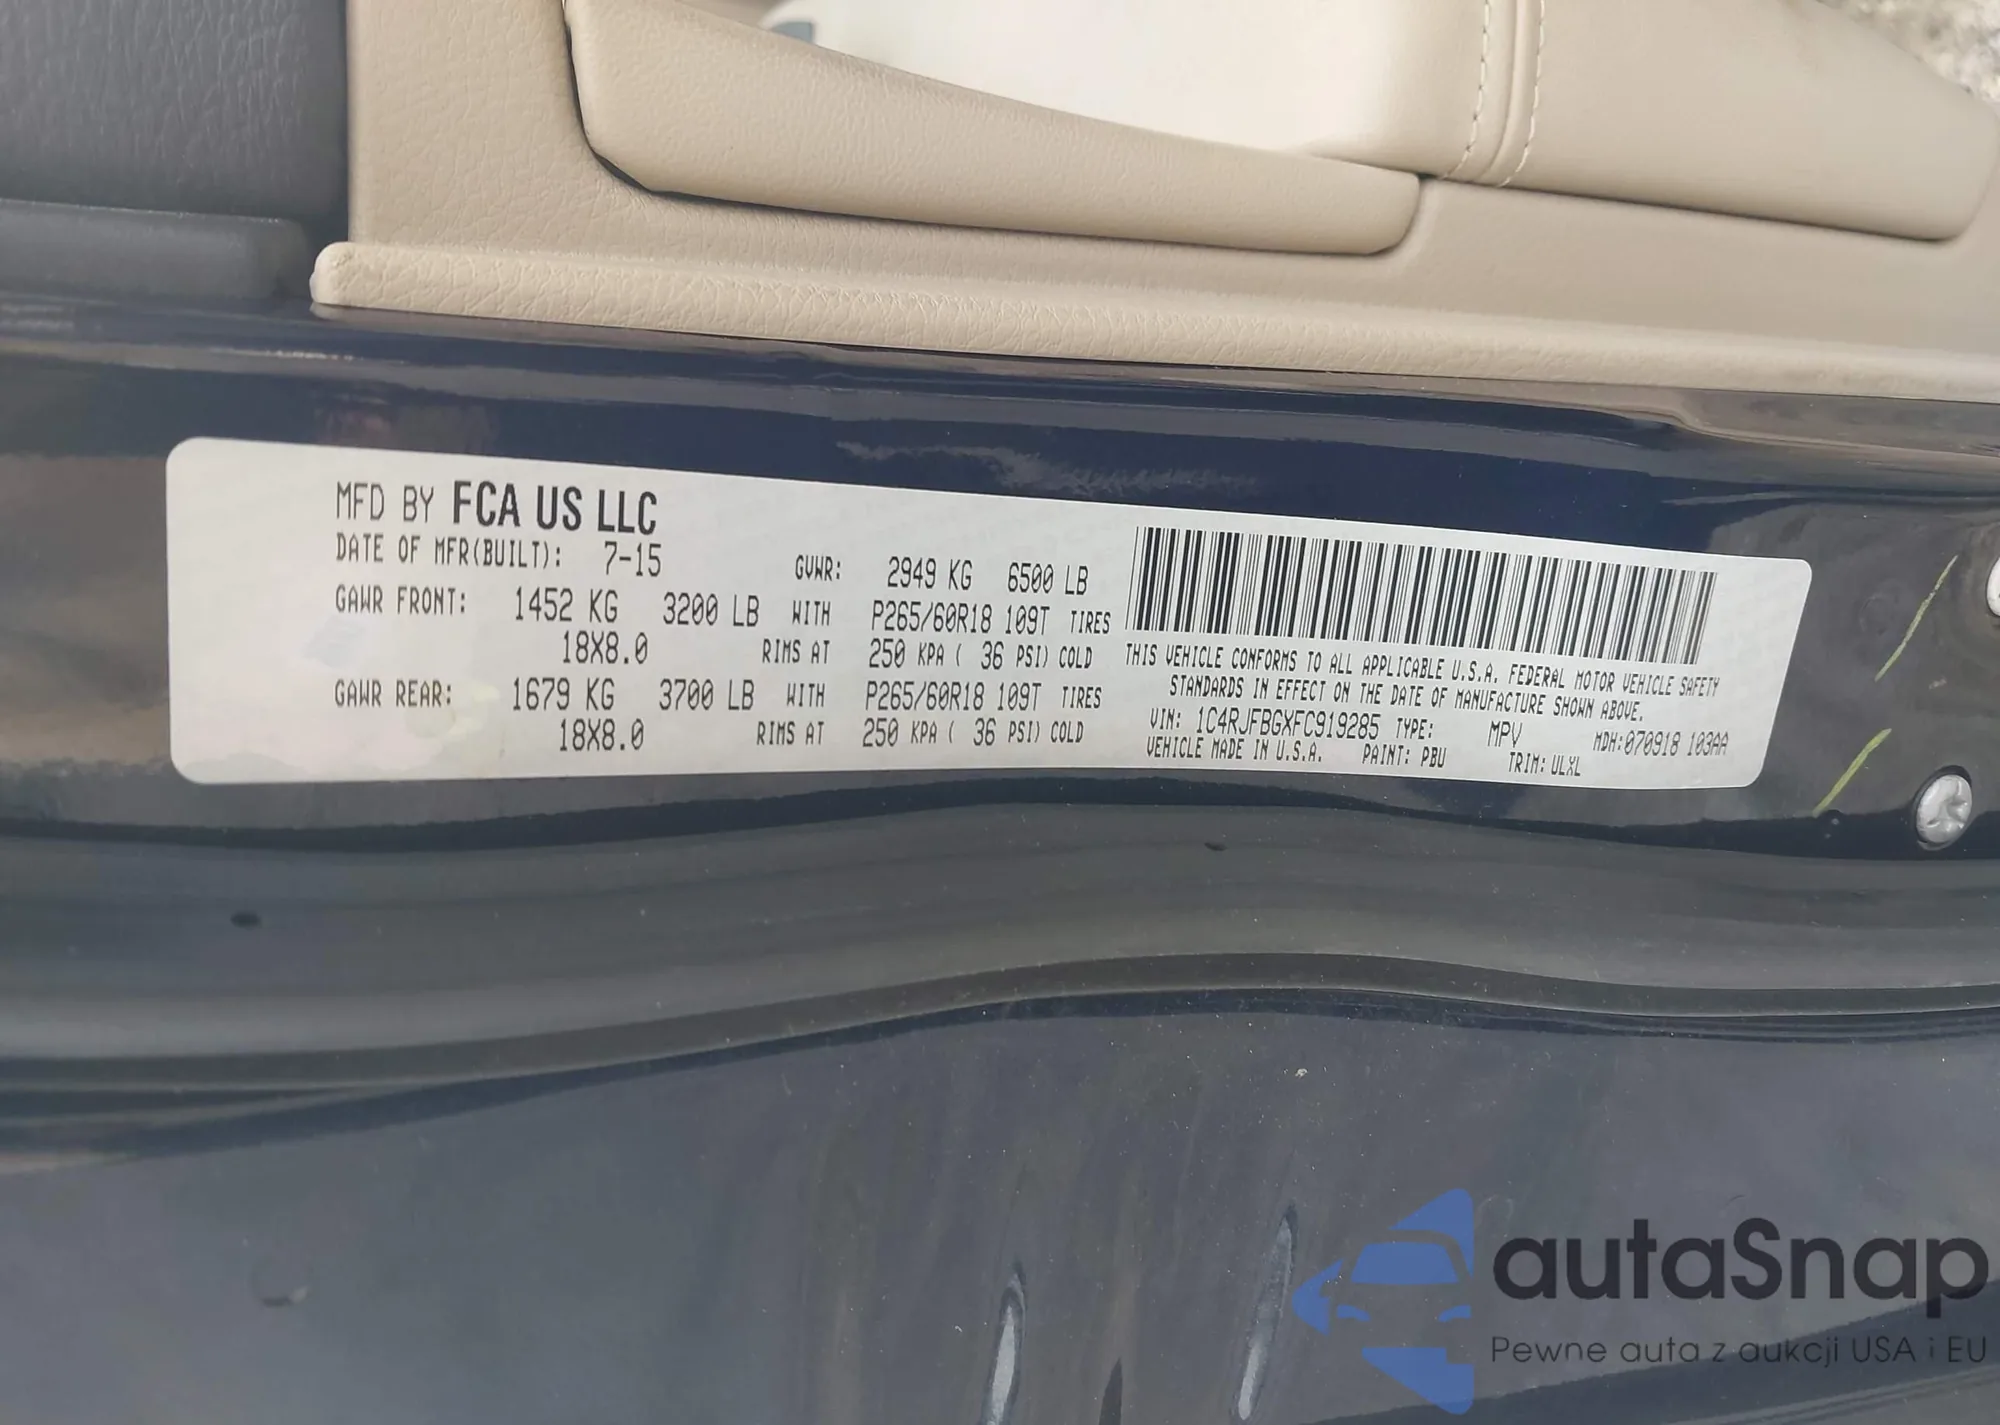 MFD BY FCA US LLC
DATE OF MFR(BUILT): 7-15 GVWR: 2949 KG 6500 LB
GAWR FRONT: 1452 KG 3200 LB WITH P265/60R18 109T TIRES
18X8.0 RIMS AT 250 KPA ( 36 PSI) COLD
GAWR REAR: 1679 KG 3700 LB WITH P265/60R18 109T TIRES
18X8.0 RIMS AT 250 KPA ( 36 PSI) COLD
THIS VEHICLE CONFORMS TO ALL APPLICABLE U.S.A. FEDERAL MOTOR VEHICLE SAFETY
STANDARDS IN EFFECT ON THE DATE OF MANUFACTURE SHOWN ABOVE.
VIN: 1C4RJFBGXFC919285 TYPE: MPV MDH:070918 103AA
VEHICLE MADE IN U.S.A. PAINT: PBU TRIM: ULXL
autaSnap
Pewne auta z aukcji USA i EU